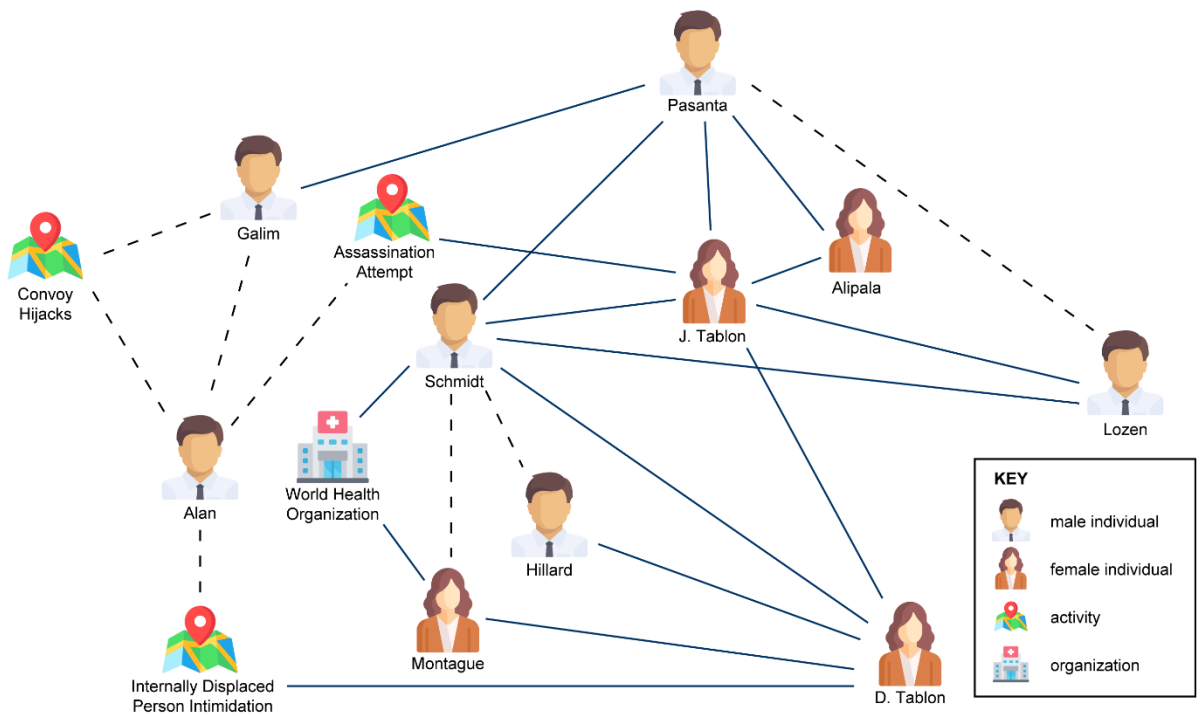 Pasanta
Galim
Assassination
Attempt
Alipala
Convoy
Hijacks
J. Tablon
Schmidt
Lozen
World Health
Organization
Alan
Hillard
Montague
Internally Displaced
Person Intimidation
D. Tablon
KEY
male individual
female individual
activity
organization